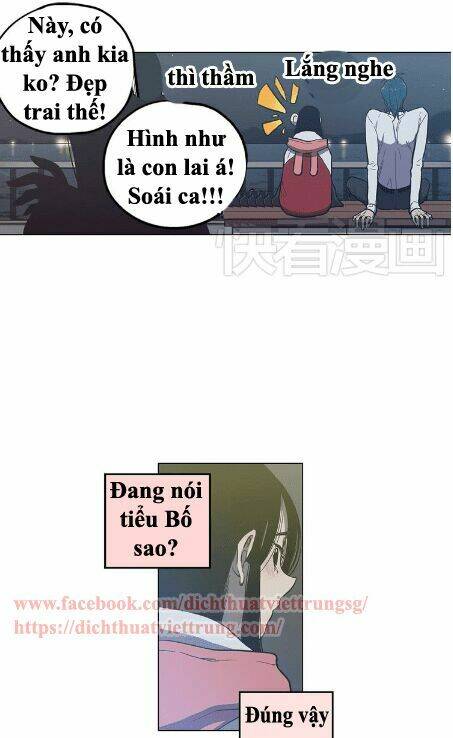 Này, có
thấy anh kia
ko? Đẹp
trai thế!
thì thầm
Lắng nghe
Hình như
là con lai á!
Soái ca!!!
快看漫画
Đang nói
tiểu Bố
sao?
www.facebook.com/dichthuatviettrungsg/
https://dichthuatviettrung.com/
Đúng vậy